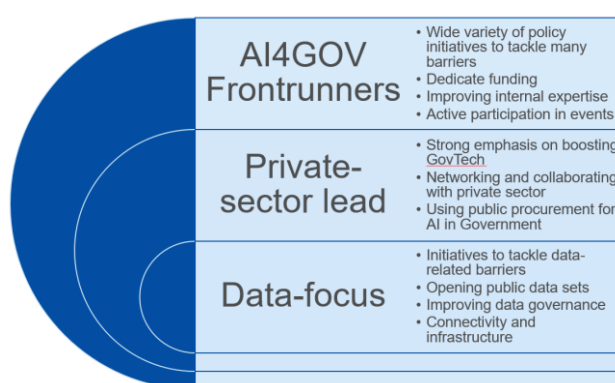 AI4GOV
Frontrunners
• Wide variety of policy
initiatives to tackle many
barriers
• Dedicate funding
• Improving internal expertise
• Active participation in events
Private-
sector lead
• Strong emphasis on boosting
GovTech
• Networking and collaborating
with private sector
• Using public procurement for
AI in Government
Data-focus
• Initiatives to tackle data-
related barriers
• Opening public data sets
• Improving data governance
• Connectivity and
infrastructure